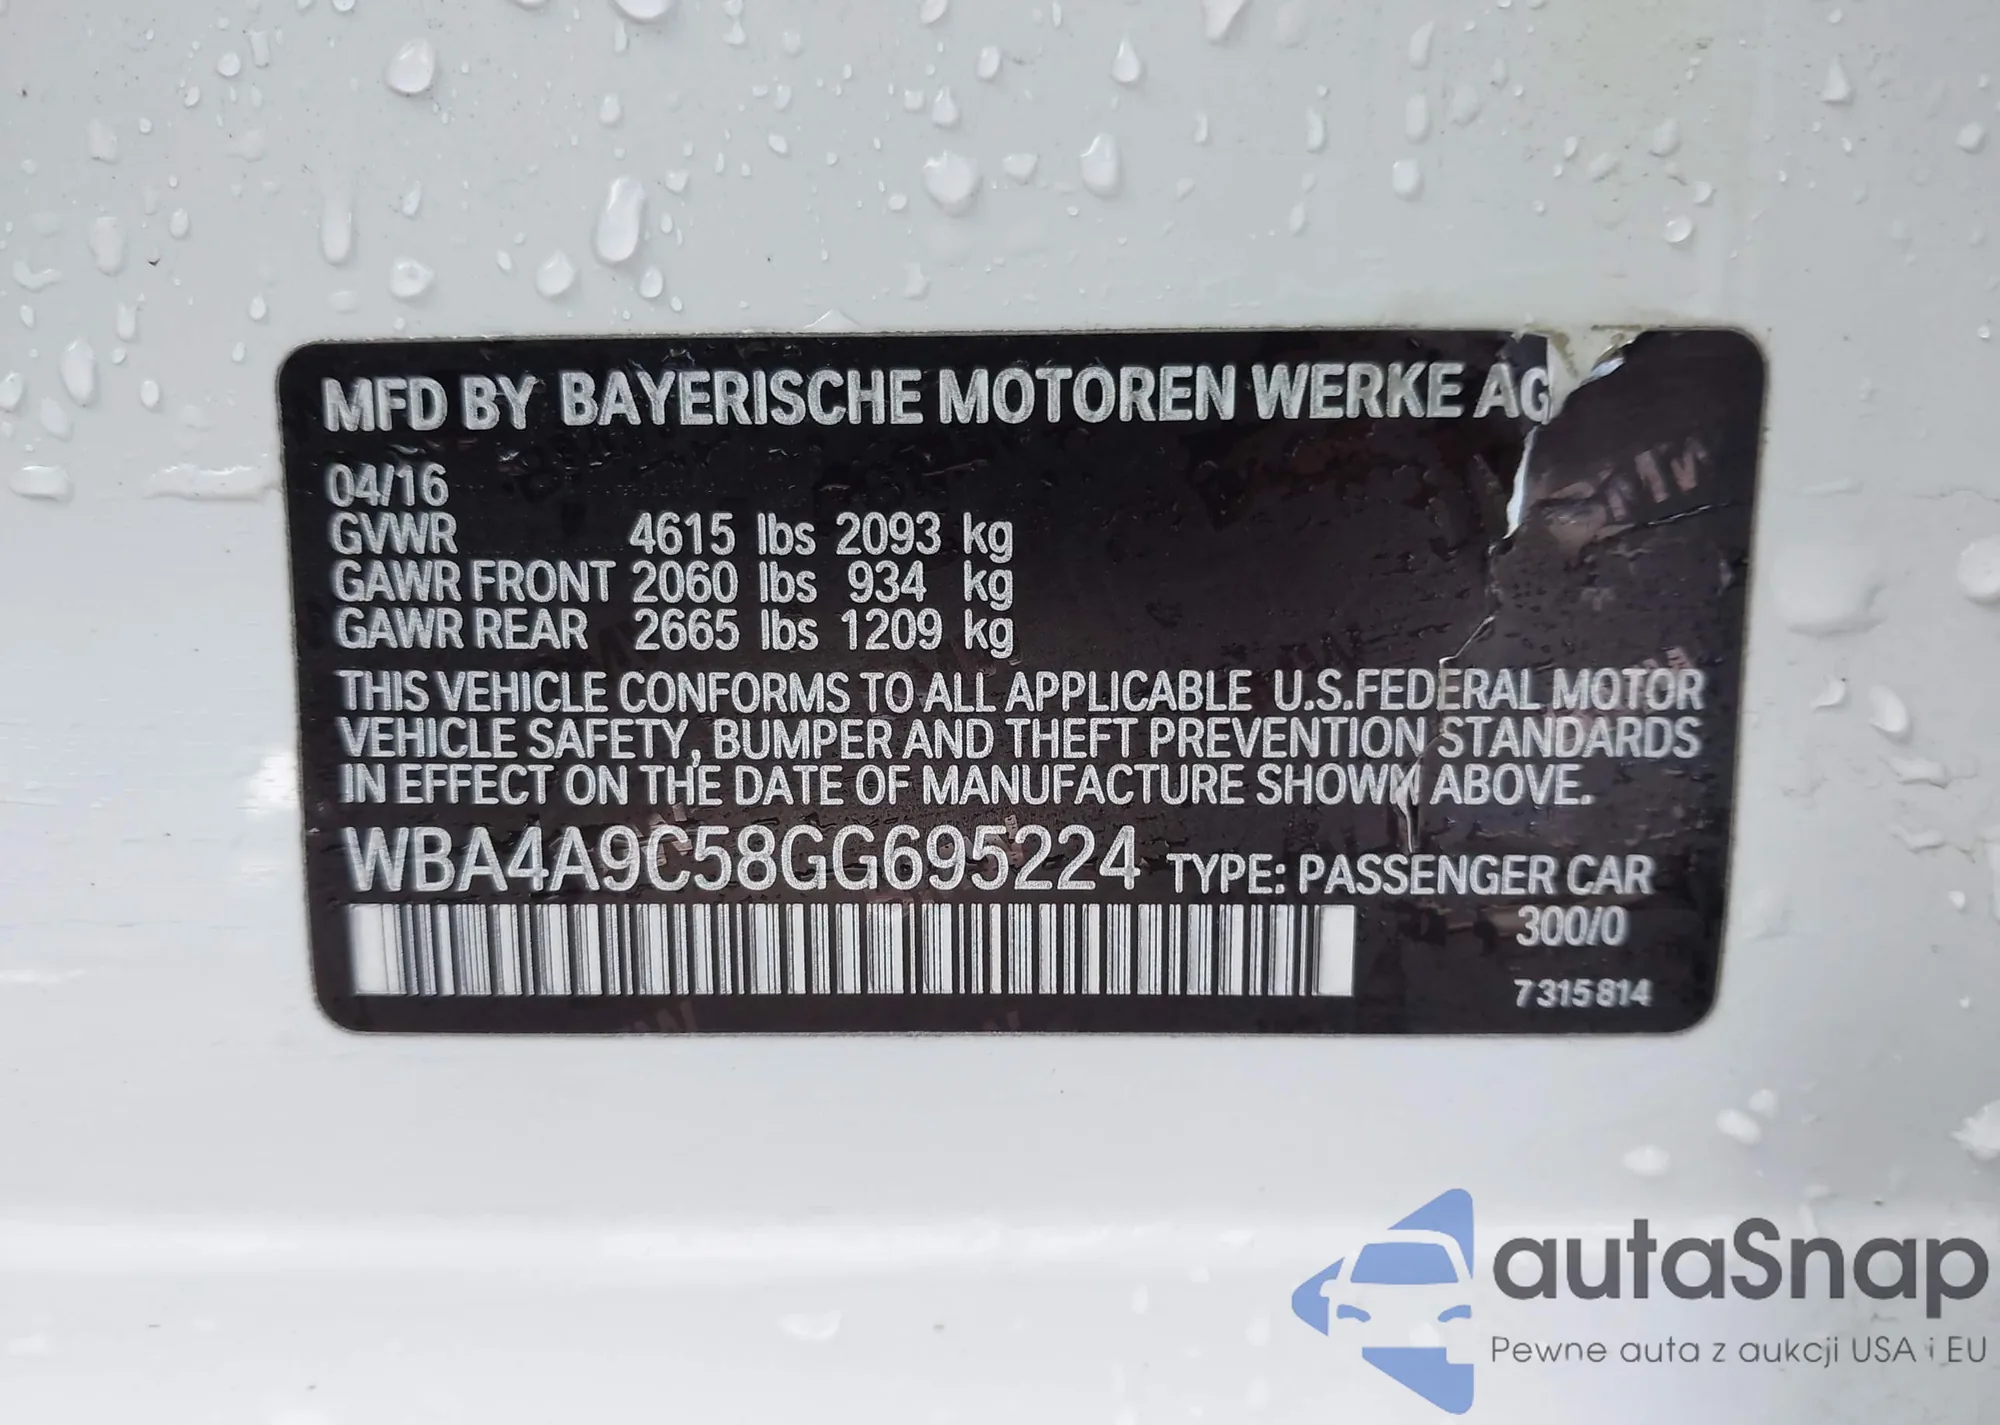 MFD BY BAYERISCHE MOTOREN WERKE AG
04/16
GVWR 4615 lbs 2093 kg
GAWR FRONT 2060 lbs 934 kg
GAWR REAR 2665 lbs 1209 kg
THIS VEHICLE CONFORMS TO ALL APPLICABLE U.S.FEDERAL MOTOR
VEHICLE SAFETY, BUMPER AND THEFT PREVENTION STANDARDS
IN EFFECT ON THE DATE OF MANUFACTURE SHOWN ABOVE.
WBA4A9C58GG695224 TYPE: PASSENGER CAR
300/0
7315814
autaSnap
Pewne auta z aukcji USA i EU